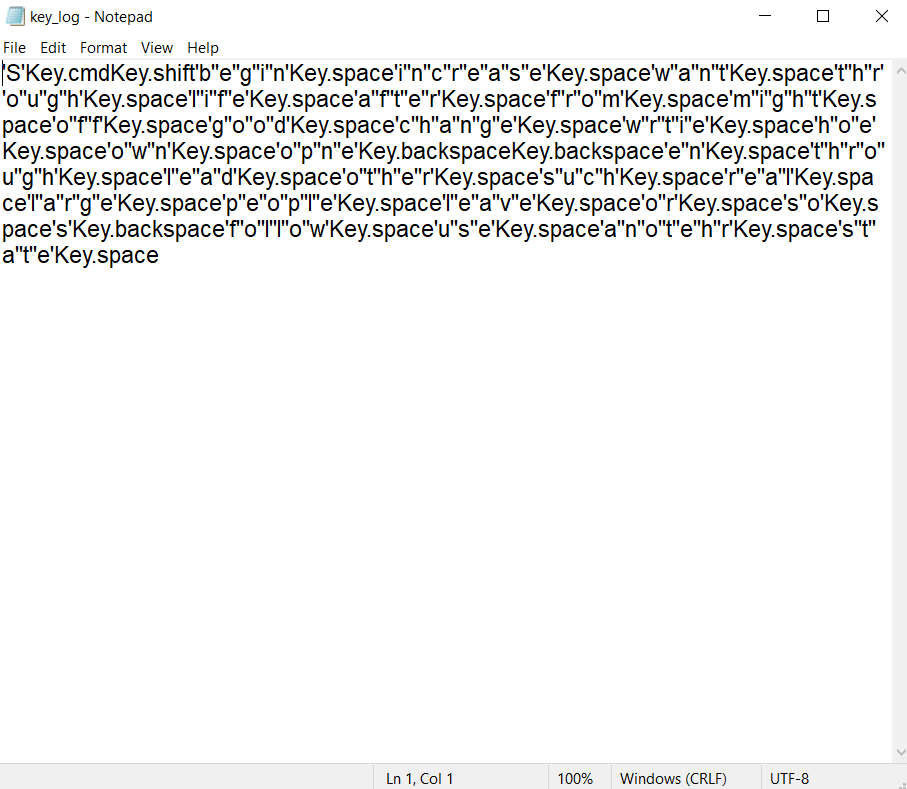 key_log - Notepad
File Edit Format View Help
'S'Key.cmdKey.shift'b''e''g''i''n'Key.space'i''n''c''r''e''a''s''e'Key.space'w''a''n''t'Key.space't''h''r'
'o''u''g''h'Key.space'l''i''f''e'Key.space'a''f''t''e''r'Key.space'f''r''o''m'Key.space'm''i''g''h''t'Key.s
pace'o''f''f'Key.space'g''o''o''d'Key.space'c''h''a''n''g''e'Key.space'w''r''t''i''e'Key.space'h''o''e'
Key.space'o''w''n'Key.space'o''p''n''e'Key.backspaceKey.backspace'e''n'Key.space't''h''r''o''
u''g''h'Key.space'l''e''a''d'Key.space'o''t''h''e''r'Key.space's''u''c''h'Key.space'r''e''a''l'Key.spa
ce'l''a''r''g''e'Key.space'p''e''o''p''l''e'Key.space'l''e''a''v''e'Key.space'o''r'Key.space's''o'Key.s
pace's'Key.backspace'f''o''l''l''o''w'Key.space'u''s''e'Key.space'a''n''o''t''e''h''r'Key.space's''t''
a''t''e'Key.space
Ln 1, Col 1 100% Windows (CRLF) UTF-8